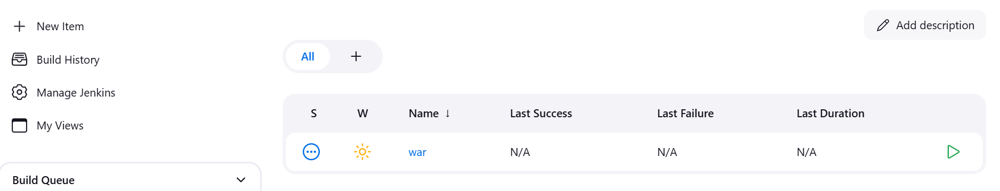 New Item
Build History
Manage Jenkins
My Views
Build Queue
Add description
All
S W Name ↓ Last Success Last Failure Last Duration
war N/A N/A N/A